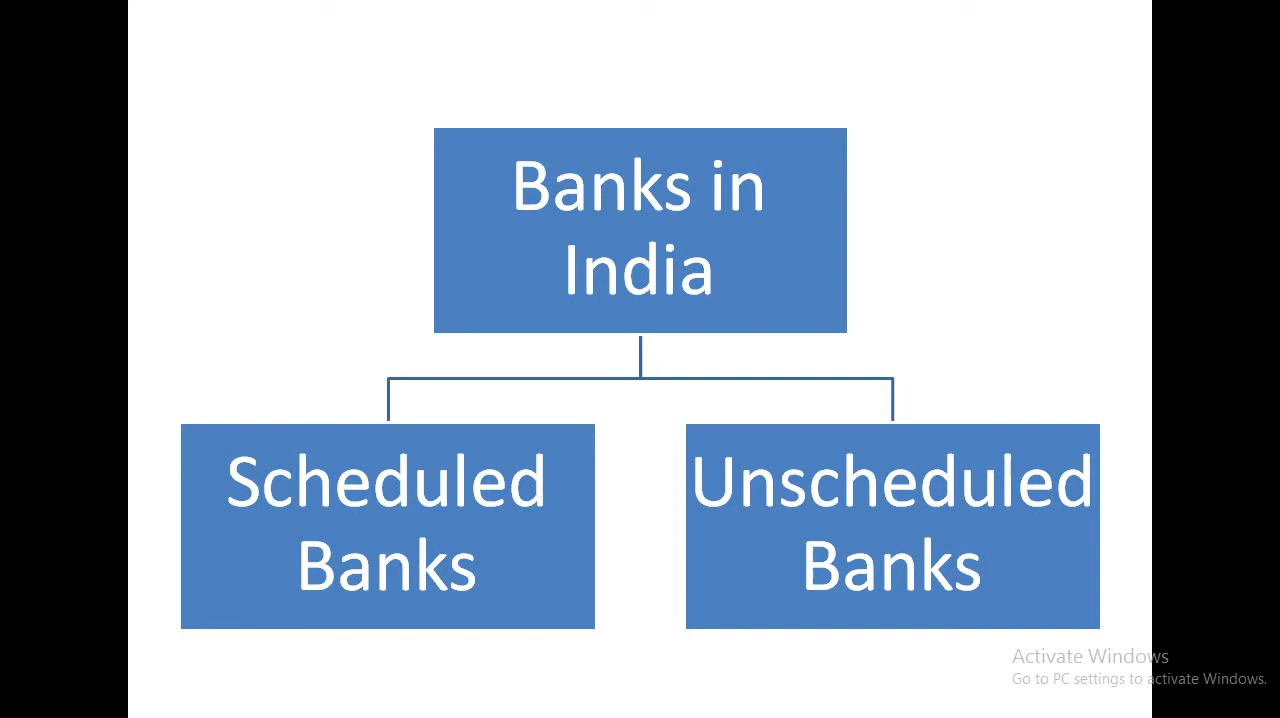 Banks in
India
Scheduled
Banks
Unscheduled
Banks
Activate Windows
Go to PC settings to activate Windows.